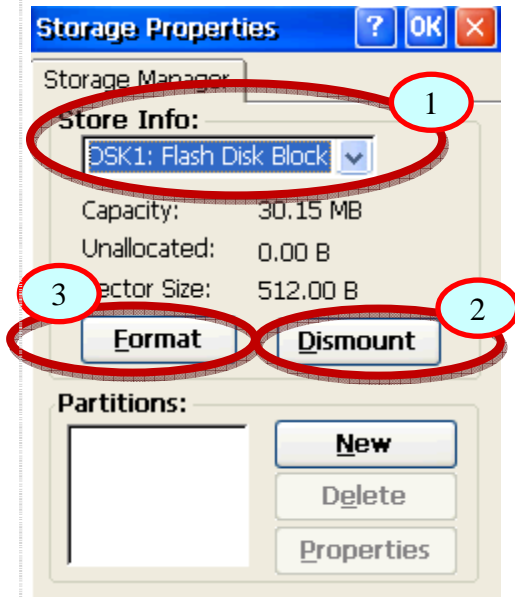 Storage Properties ? OK
Storage Manager
1
Store Info:
DSK1: Flash Disk Block
Capacity: 30.15 MB
Unallocated: 0.00 B
3 ector Size: 512.00 B
2
Format Dismount
Partitions:
New
Delete
Properties